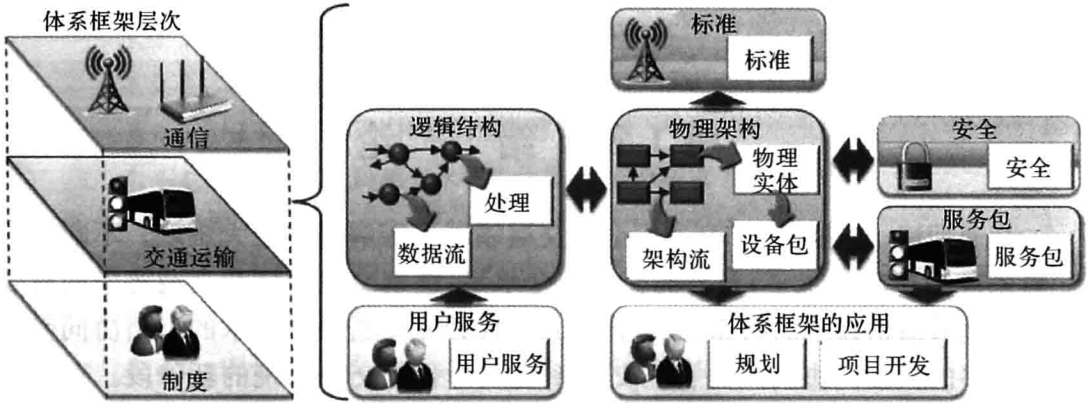 体系框架层次
通信
交通运输
制度
逻辑结构
处理
数据流
用户服务
用户服务
标准
标准
物理架构
物理
实体
架构流
设备包
安全
安全
服务包
服务包
体系框架的应用
规划
项目开发